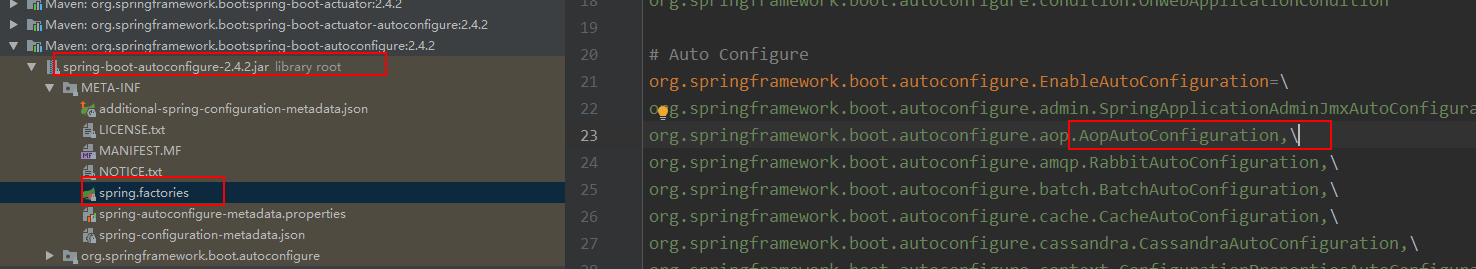 Maven: org.springframework.boot:spring-boot-actuator:2.4.2
Maven: org.springframework.boot:spring-boot-actuator-autoconfigure:2.4.2
Maven: org.springframework.boot:spring-boot-autoconfigure:2.4.2
spring-boot-autoconfigure-2.4.2.jar library root
META-INF
additional-spring-configuration-metadata.json
LICENSE.txt
MANIFEST.MF
NOTICE.txt
spring.factories
spring-autoconfigure-metadata.properties
spring-configuration-metadata.json
org.springframework.boot.autoconfigure
18 org.springframework.boot.autoconfigure.condition.OnWebApplicationCondition
19
20 # Auto Configure
21 org.springframework.boot.autoconfigure.EnableAutoConfiguration=\
22 org.springframework.boot.autoconfigure.admin.SpringApplicationAdminJmxAutoConfigura
23 org.springframework.boot.autoconfigure.aop.AopAutoConfiguration,\
24 org.springframework.boot.autoconfigure.amqp.RabbitAutoConfiguration,\
25 org.springframework.boot.autoconfigure.batch.BatchAutoConfiguration,\
26 org.springframework.boot.autoconfigure.cache.CacheAutoConfiguration,\
27 org.springframework.boot.autoconfigure.cassandra.CassandraAutoConfiguration,\